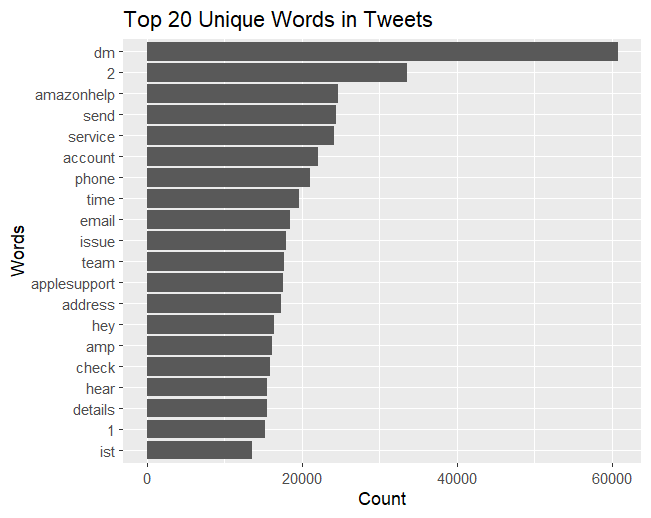 Top 20 Unique Words in Tweets
Words
dm
2
amazonhelp
send
service
account
phone
time
email
issue
team
applesupport
address
hey
amp
check
hear
details
1
ist
0 20000 40000 60000
Count